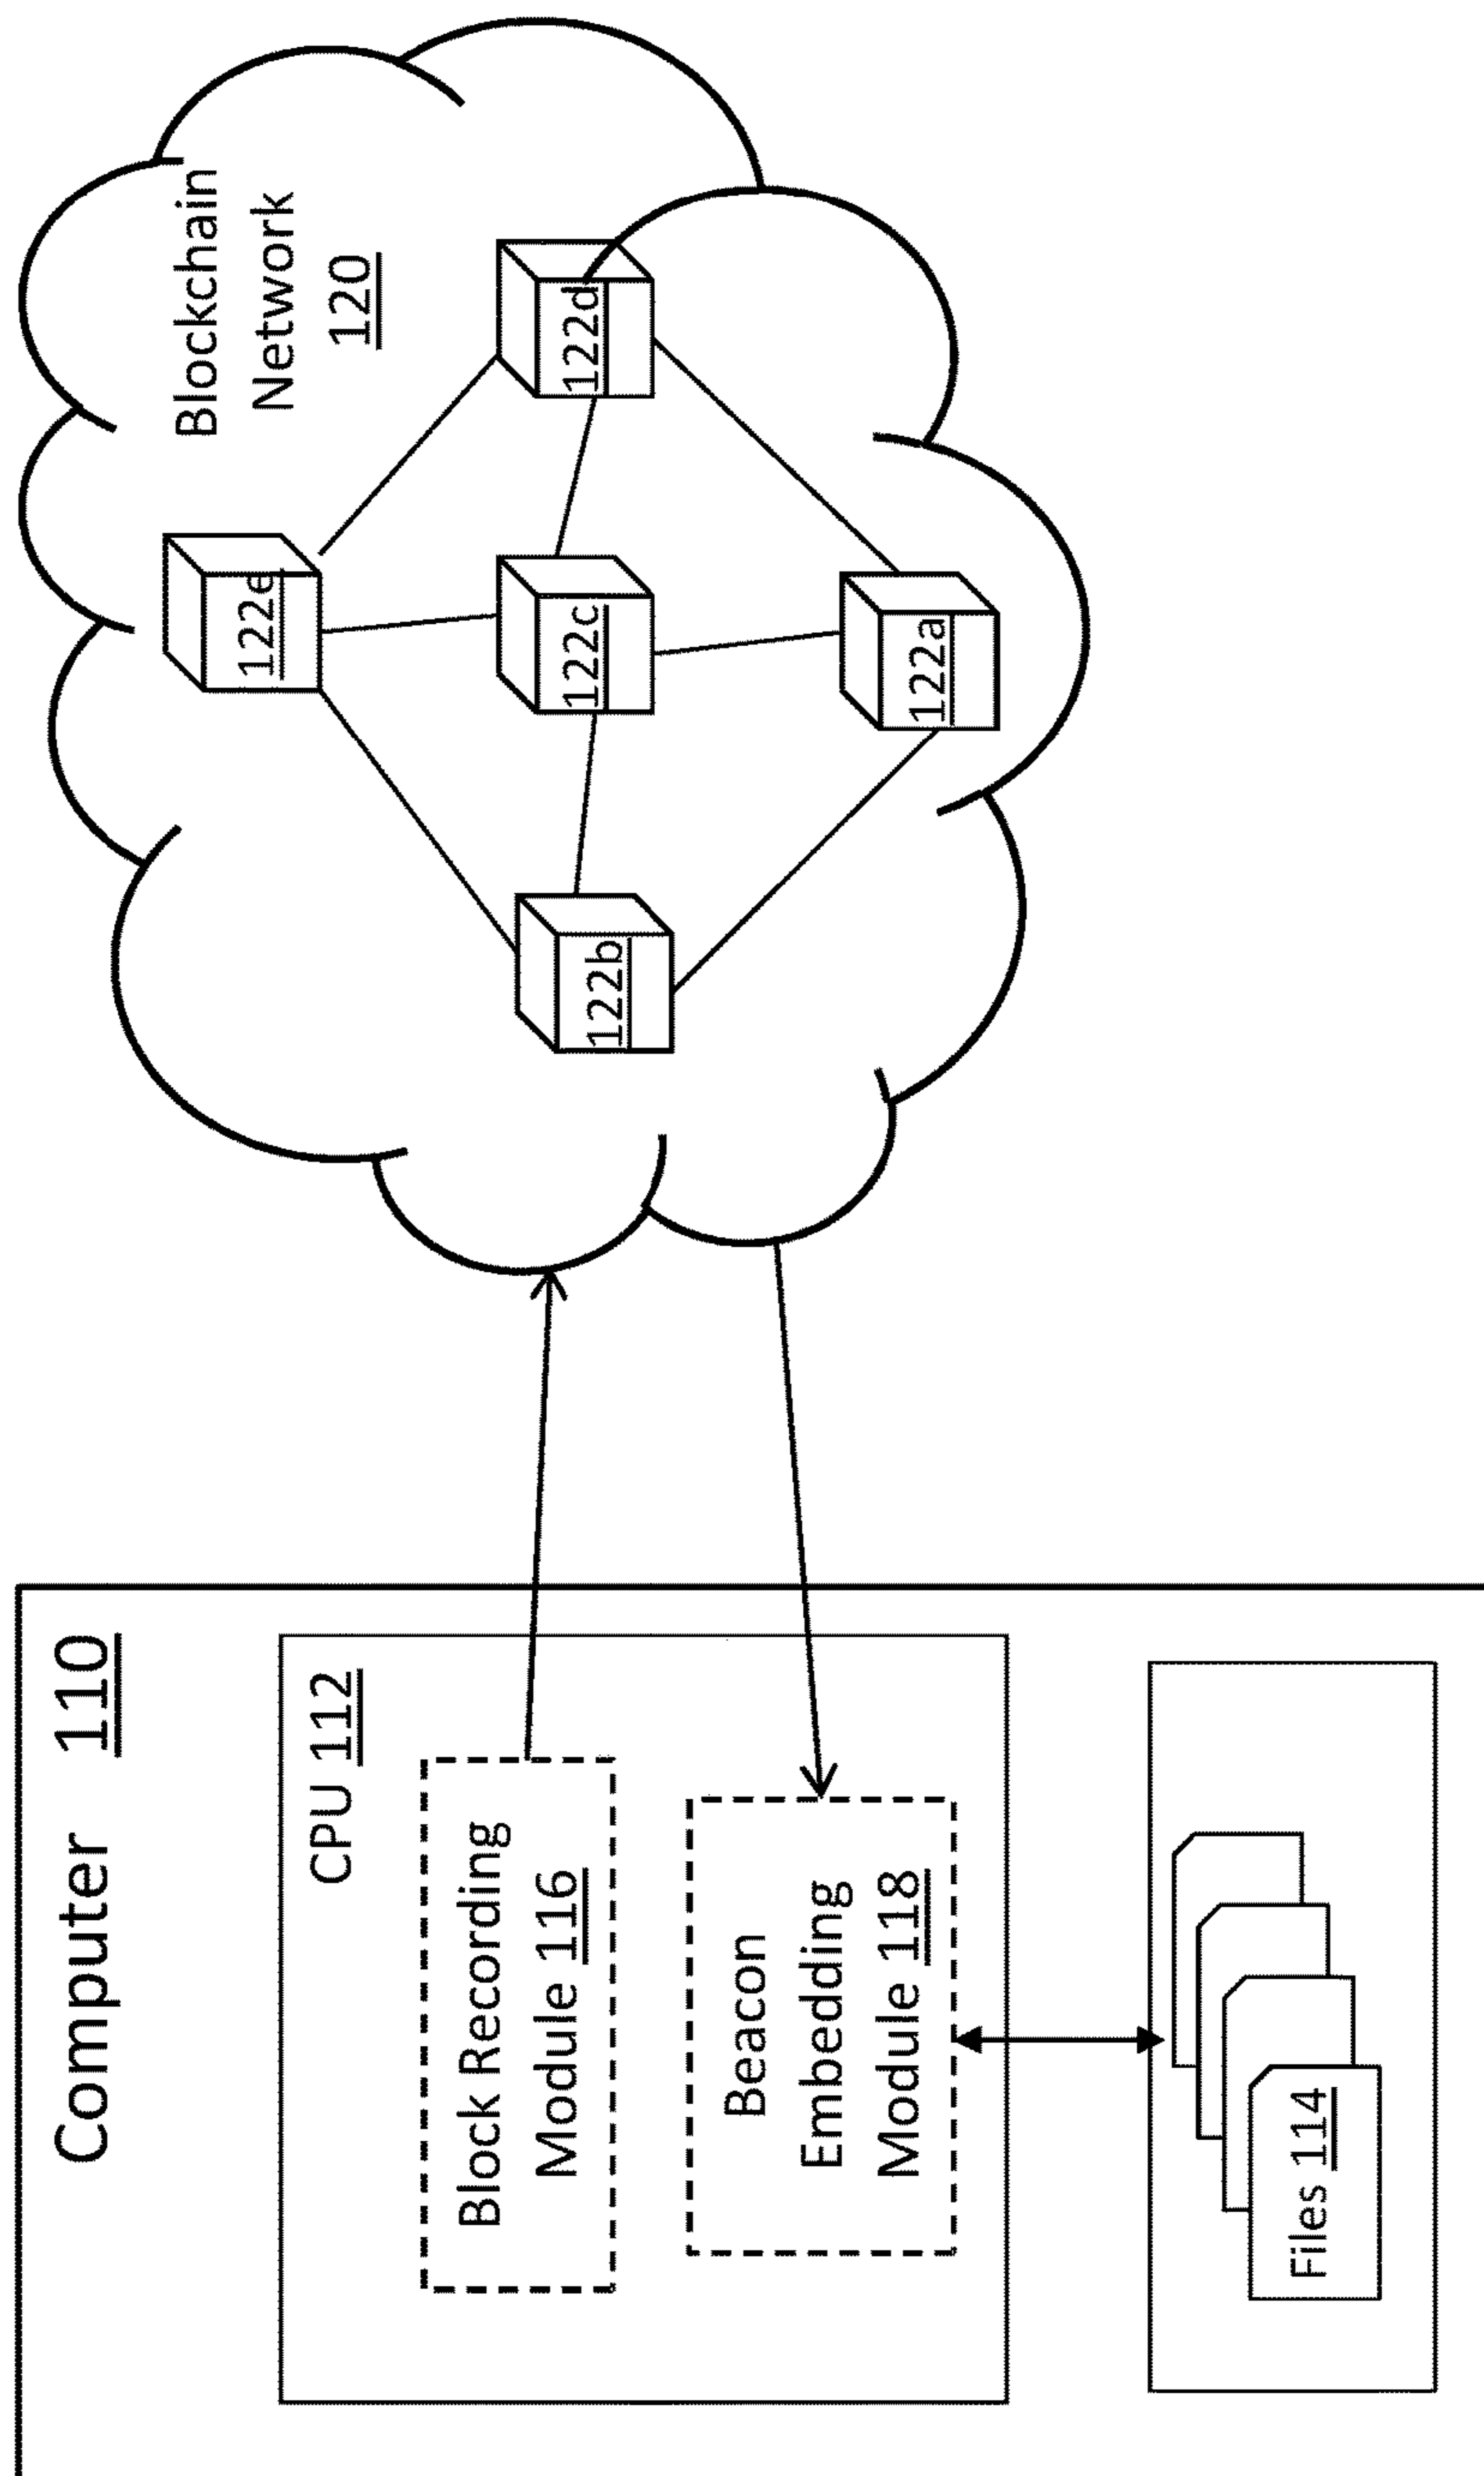 Computer 110
CPU 112
Block Recording
Module 116
Beacon
Embedding
Module 118
Files 114
Blockchain
Network
120
122e
122b
122c
122d
122a